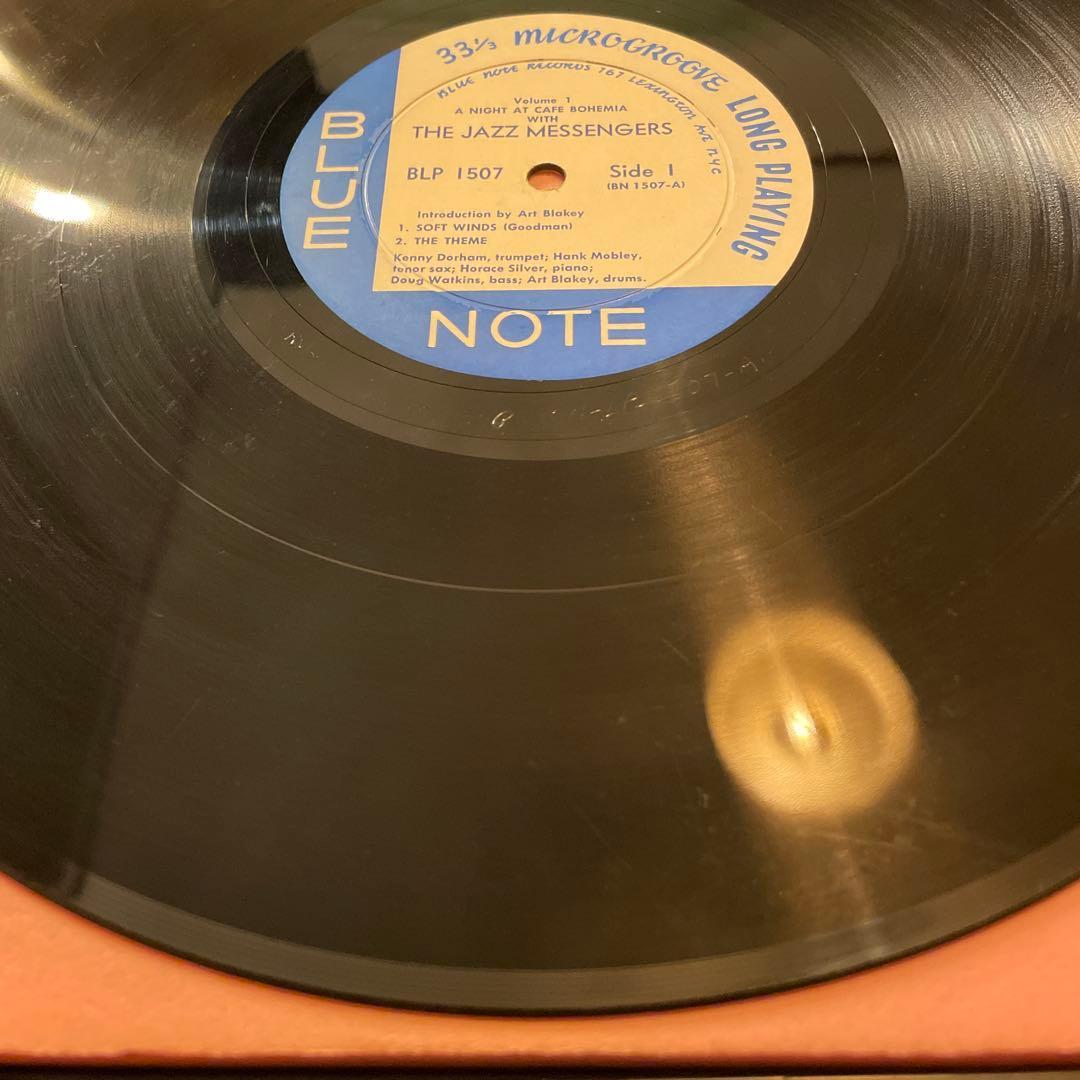 33⅓ MICROGROOVE LONG PLAYING
BLUE NOTE RECORDS 767 LEXINGTON AVE NYC
Volume 1
A NIGHT AT CAFE BOHEMIA
WITH
THE JAZZ MESSENGERS
BLP 1507 Side 1
(BN 1507-A)
Introduction by Art Blakey
1. SOFT WINDS (Goodman)
2. THE THEME
Kenny Dorham, trumpet; Hank Mobley,
tenor sax; Horace Silver, piano;
Doug Watkins, bass; Art Blakey, drums.
BLUE
NOTE